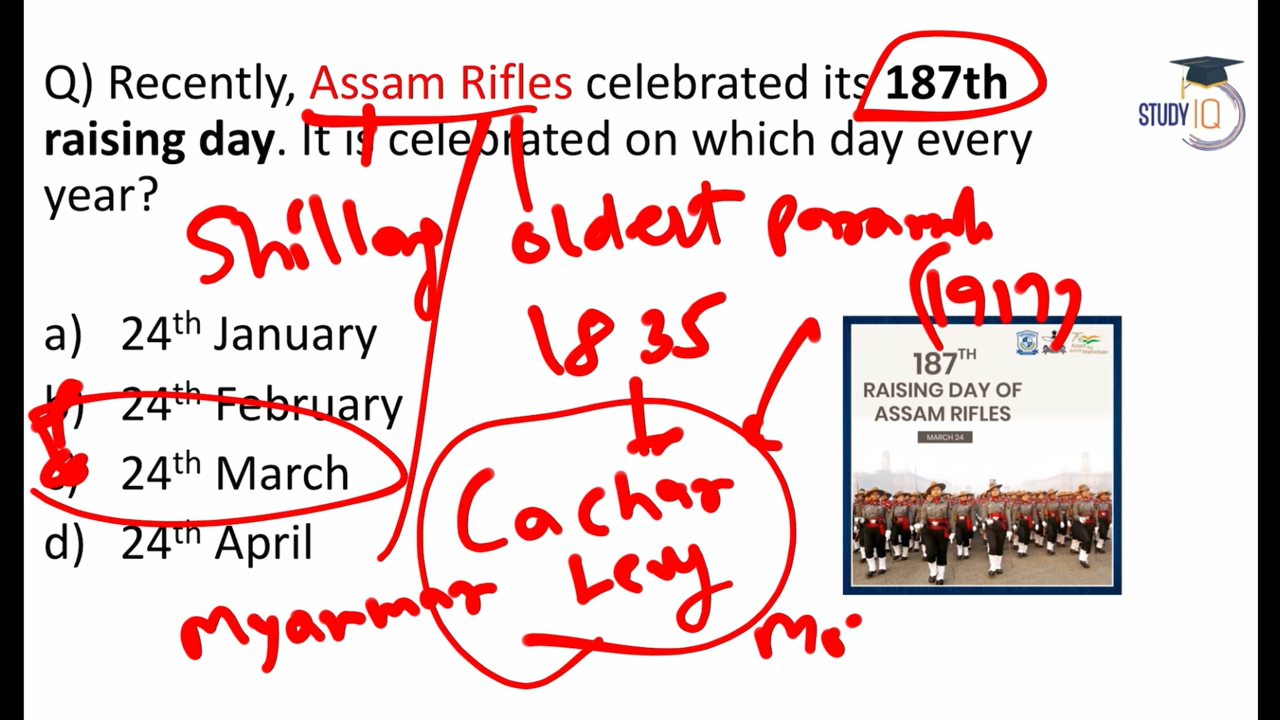 Q) Recently, Assam Rifles celebrated its 187th
raising day. It is celebrated on which day every
year?
STUDY IQ
Shillong
oldest
(1917)
1835
a) 24th January
b) 24th February
c) 24th March
d) 24th April
187TH
RAISING DAY OF
ASSAM RIFLES
MARCH 24
Cachar
Levy
Myanmar